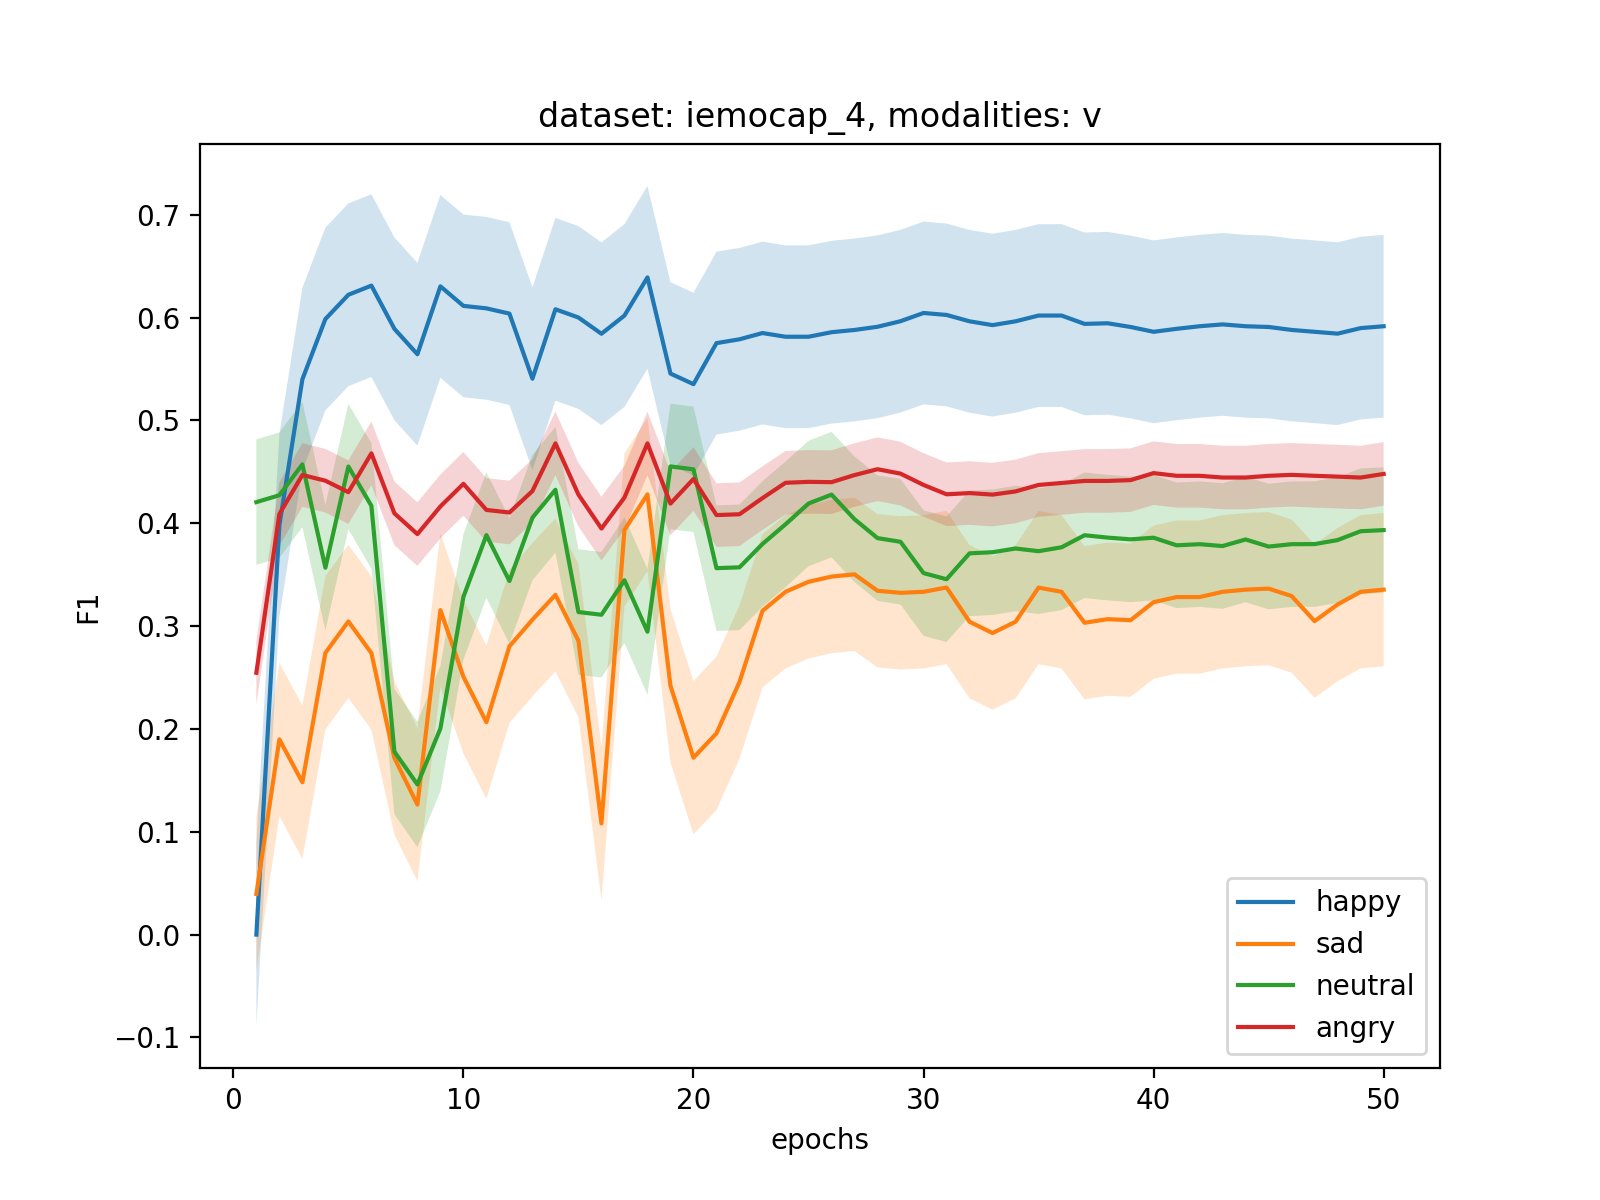 dataset: iemocap_4, modalities: v
F1
0.7
0.6
0.5
0.4
0.3
0.2
0.1
0.0
−0.1
0 10 20 30 40 50
epochs
happy
sad
neutral
angry